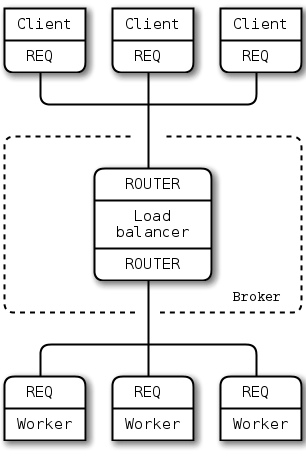 Client Client Client
REQ REQ REQ
ROUTER
Load
balancer
ROUTER
Broker
REQ REQ REQ
Worker Worker Worker